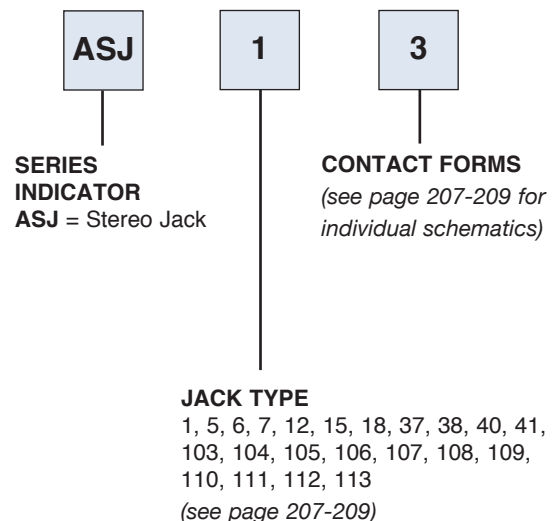 ASJ 1 3
SERIES
INDICATOR
ASJ = Stereo Jack
CONTACT FORMS
(see page 207-209 for
individual schematics)
JACK TYPE
1, 5, 6, 7, 12, 15, 18, 37, 38, 40, 41,
103, 104, 105, 106, 107, 108, 109,
110, 111, 112, 113
(see page 207-209)